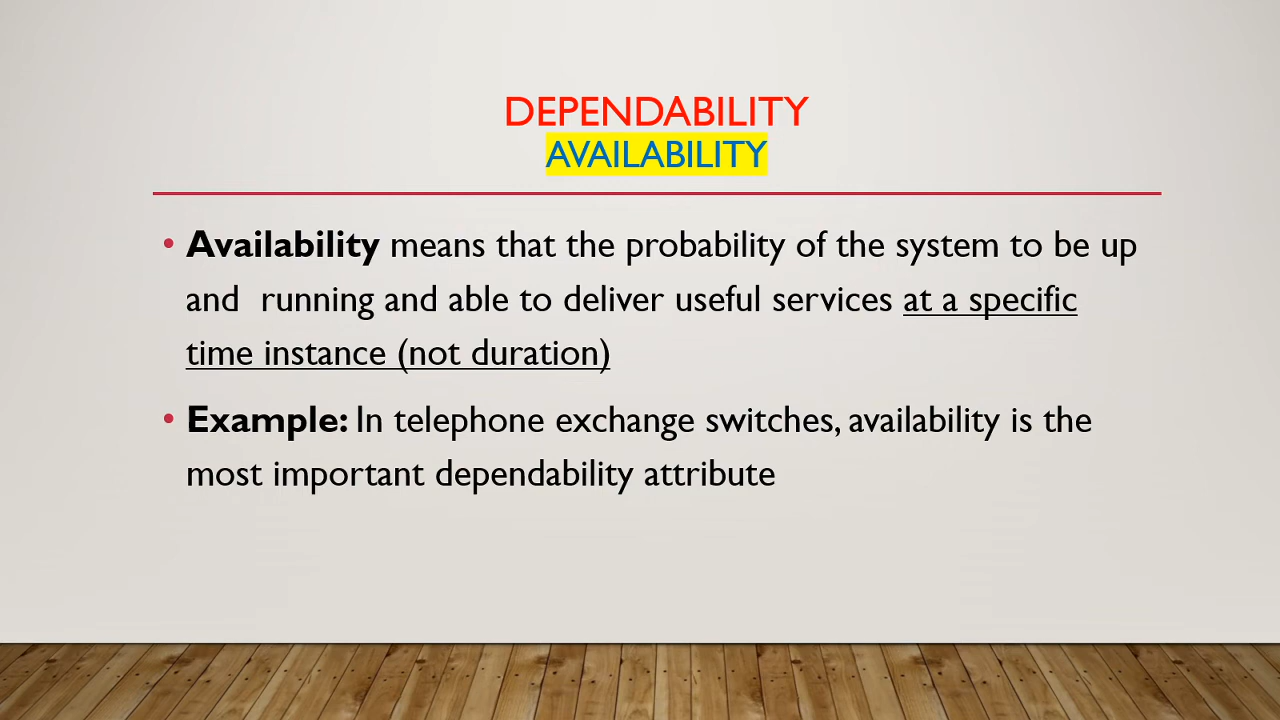 DEPENDABILITY
AVAILABILITY
• Availability means that the probability of the system to be up
and  running and able to deliver useful services at a specific
time instance (not duration)
• Example: In telephone exchange switches, availability is the
most important dependability attribute